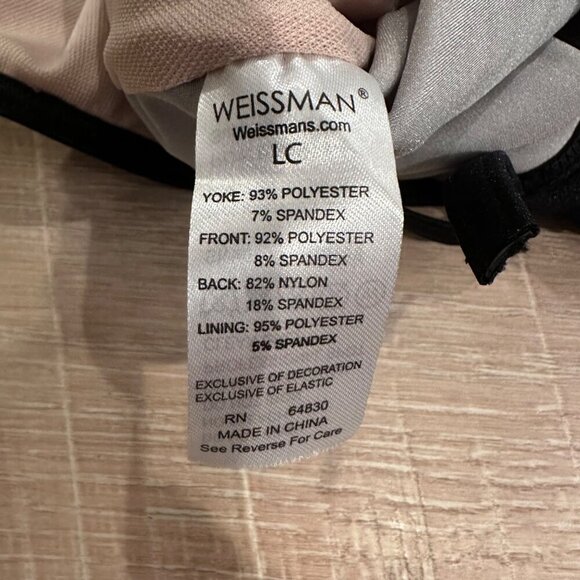 WEISSMAN®
Weissmans.com
LC
YOKE: 93% POLYESTER
7% SPANDEX
FRONT: 92% POLYESTER
8% SPANDEX
BACK: 82% NYLON
18% SPANDEX
LINING: 95% POLYESTER
5% SPANDEX
EXCLUSIVE OF DECORATION
EXCLUSIVE OF ELASTIC
RN 64830
MADE IN CHINA
See Reverse For Care